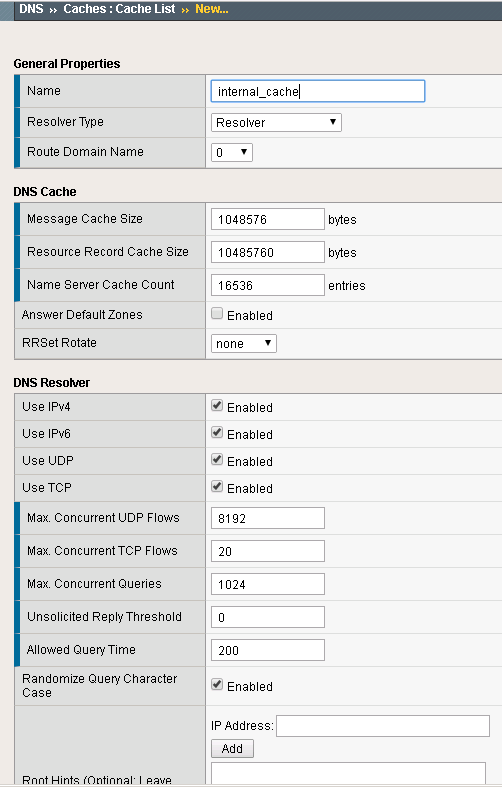 DNS ›› Caches : Cache List ›› New...
General Properties
Name internal_cache
Resolver Type Resolver
Route Domain Name 0
DNS Cache
Message Cache Size 1048576 bytes
Resource Record Cache Size 10485760 bytes
Name Server Cache Count 16536 entries
Answer Default Zones Enabled
RRSet Rotate none
DNS Resolver
Use IPv4 Enabled
Use IPv6 Enabled
Use UDP Enabled
Use TCP Enabled
Max. Concurrent UDP Flows 8192
Max. Concurrent TCP Flows 20
Max. Concurrent Queries 1024
Unsolicited Reply Threshold 0
Allowed Query Time 200
Randomize Query Character
Case Enabled
IP Address:
Add
Root Hints (Optional: Leave